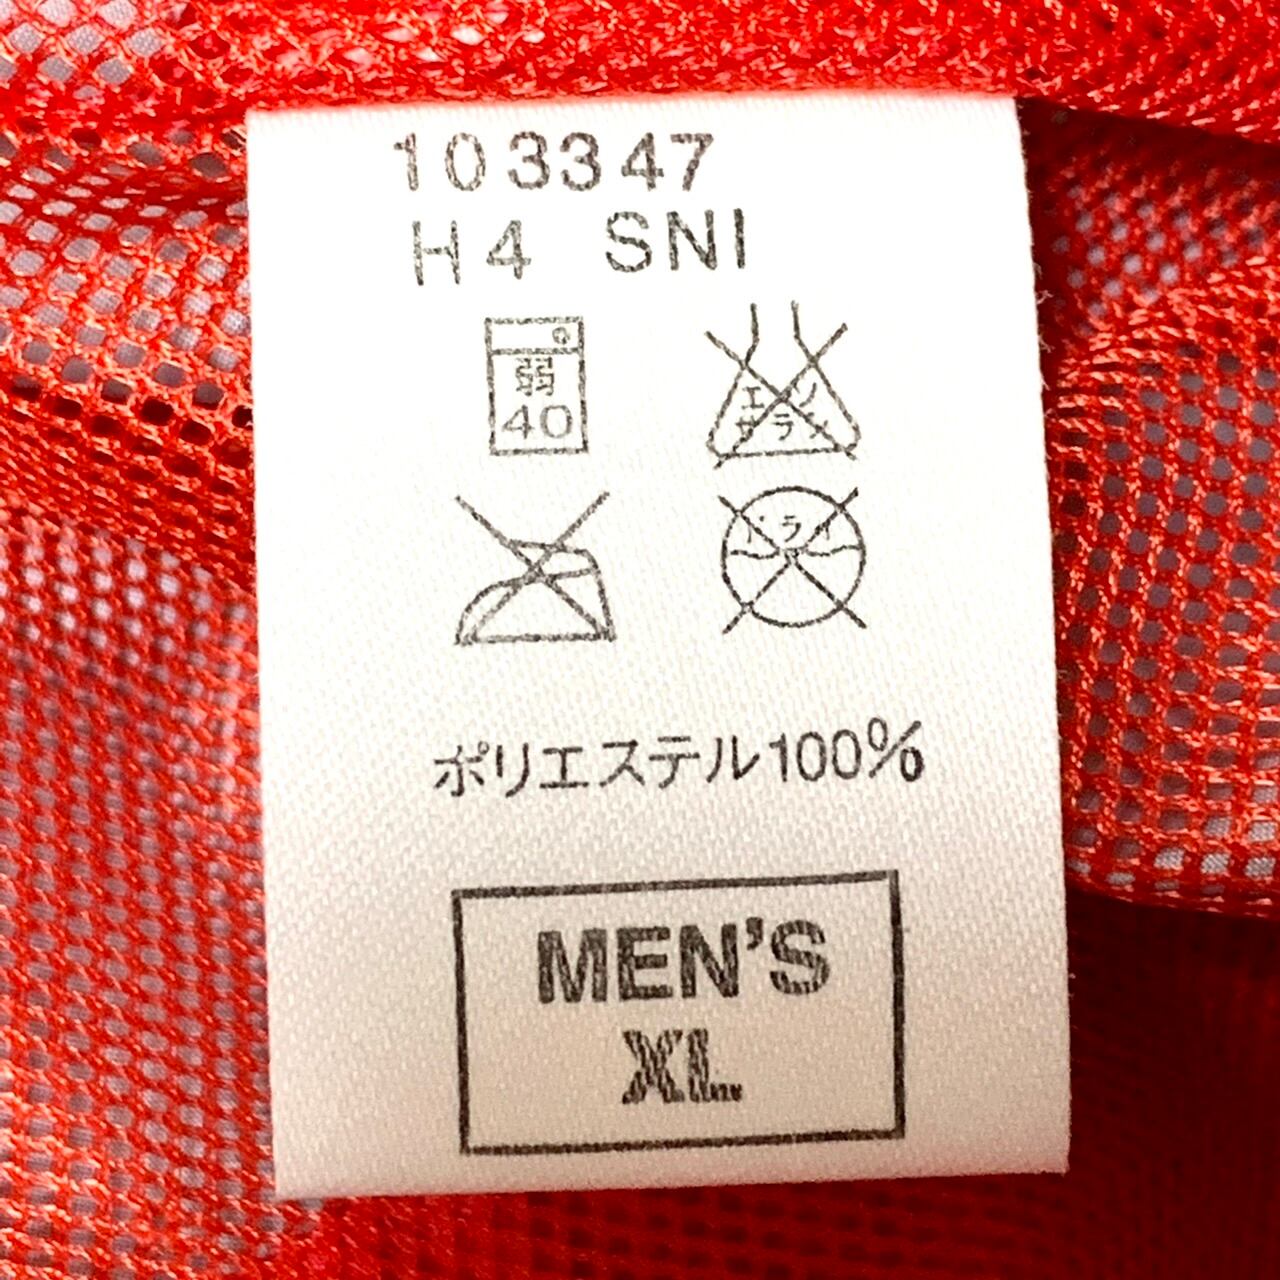 103347
H4 SNI
弱
40
エンソ
サラシ
ドライ
ポリエステル100%
MEN'S
XL